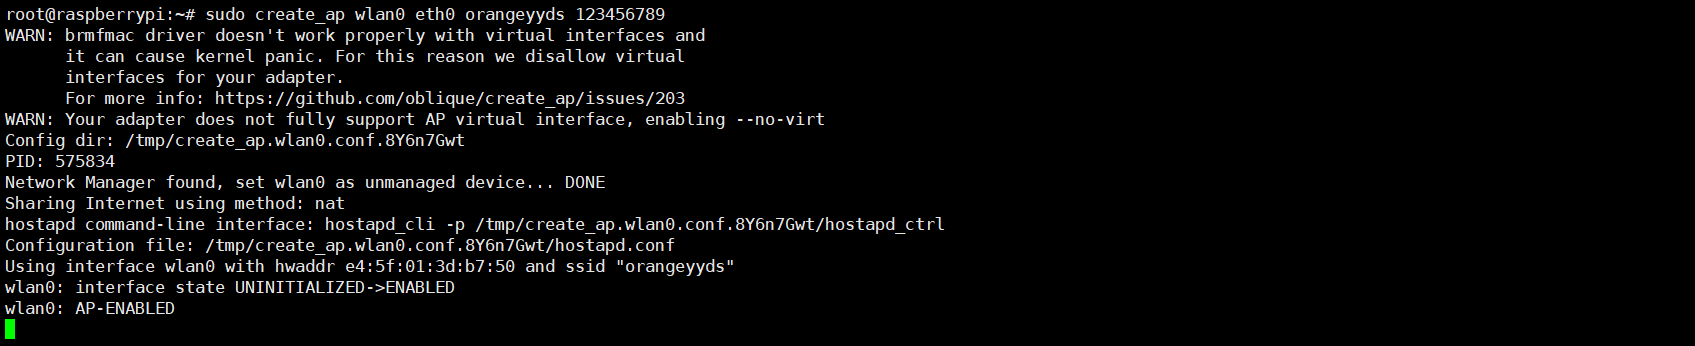 root@raspberrypi:~# sudo create_ap wlan0 eth0 orangeyyds 123456789
WARN: brmfmac driver doesn't work properly with virtual interfaces and
      it can cause kernel panic. For this reason we disallow virtual
      interfaces for your adapter.
      For more info: https://github.com/oblique/create_ap/issues/203
WARN: Your adapter does not fully support AP virtual interface, enabling --no-virt
Config dir: /tmp/create_ap.wlan0.conf.8Y6n7Gwt
PID: 575834
Network Manager found, set wlan0 as unmanaged device... DONE
Sharing Internet using method: nat
hostapd command-line interface: hostapd_cli -p /tmp/create_ap.wlan0.conf.8Y6n7Gwt/hostapd_ctrl
Configuration file: /tmp/create_ap.wlan0.conf.8Y6n7Gwt/hostapd.conf
Using interface wlan0 with hwaddr e4:5f:01:3d:b7:50 and ssid "orangeyyds"
wlan0: interface state UNINITIALIZED->ENABLED
wlan0: AP-ENABLED